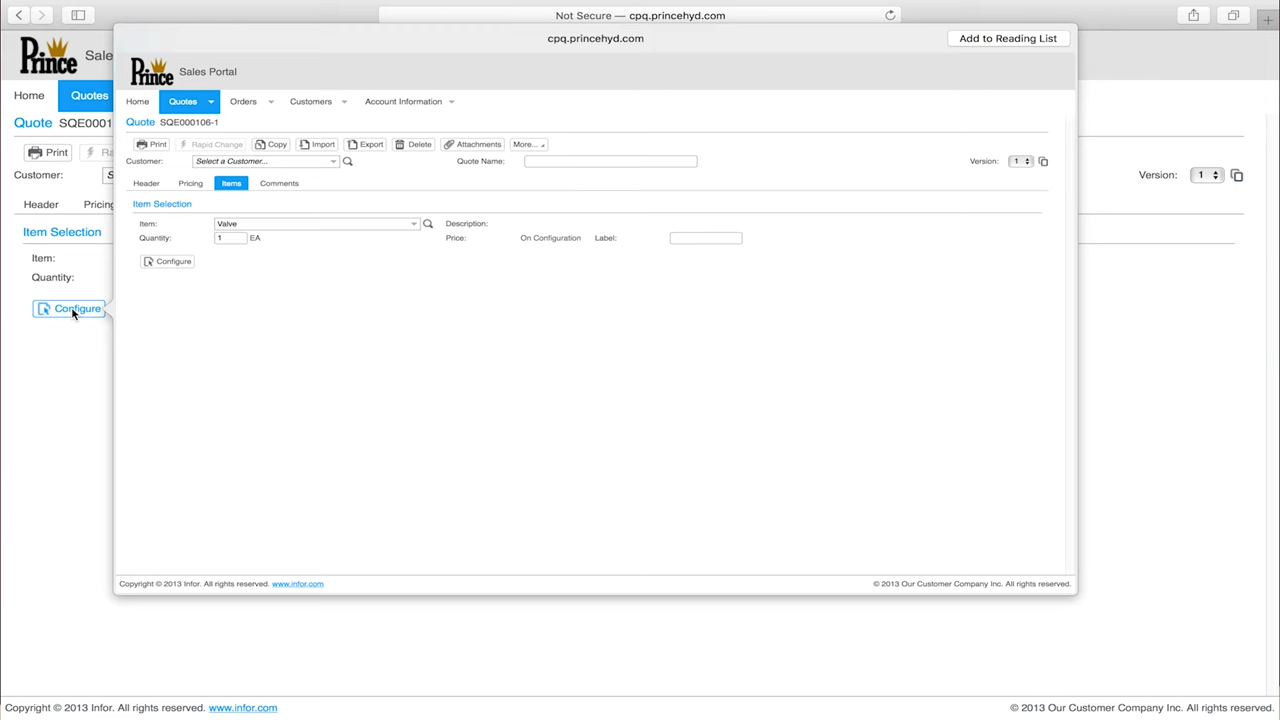 Not Secure — cpq.princehyd.com
cpq.princehyd.com
Add to Reading List
Prince Sales Portal
Home Quotes Orders Customers Account Information
Quote SQE000106-1
Print Rapid Change Copy Import Export Delete Attachments More...
Customer: Select a Customer... Quote Name: Version: 1
Header Pricing Items Comments
Item Selection
Item: Valve Description:
Quantity: 1 EA Price: On Configuration Label:
Configure
Copyright © 2013 Infor. All rights reserved. www.infor.com © 2013 Our Customer Company Inc. All rights reserved.
Prince Sale
Home Quotes
Quote SQE0001
Print Ra
Customer: S Version: 1
Header Pricing
Item Selection
Item:
Quantity:
Configure
Copyright © 2013 Infor. All rights reserved. www.infor.com © 2013 Our Customer Company Inc. All rights reserved.